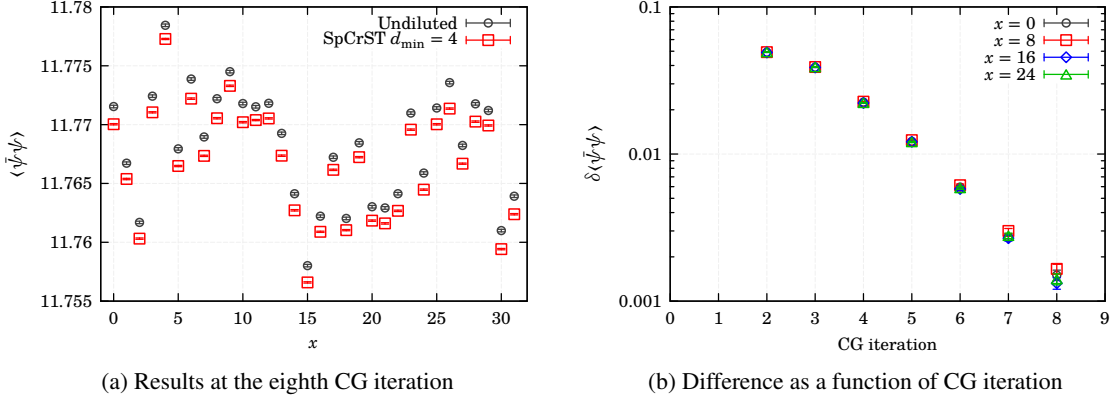 11.78
11.775
11.77
11.765
11.76
11.755
⟨ψ̄ψ⟩
0 5 10 15 20 25 30
x
Undiluted
SpCrST d_min = 4
(a) Results at the eighth CG iteration
0.1
0.01
0.001
δ⟨ψ̄ψ⟩
0 1 2 3 4 5 6 7 8 9
CG iteration
x = 0
x = 8
x = 16
x = 24
(b) Difference as a function of CG iteration